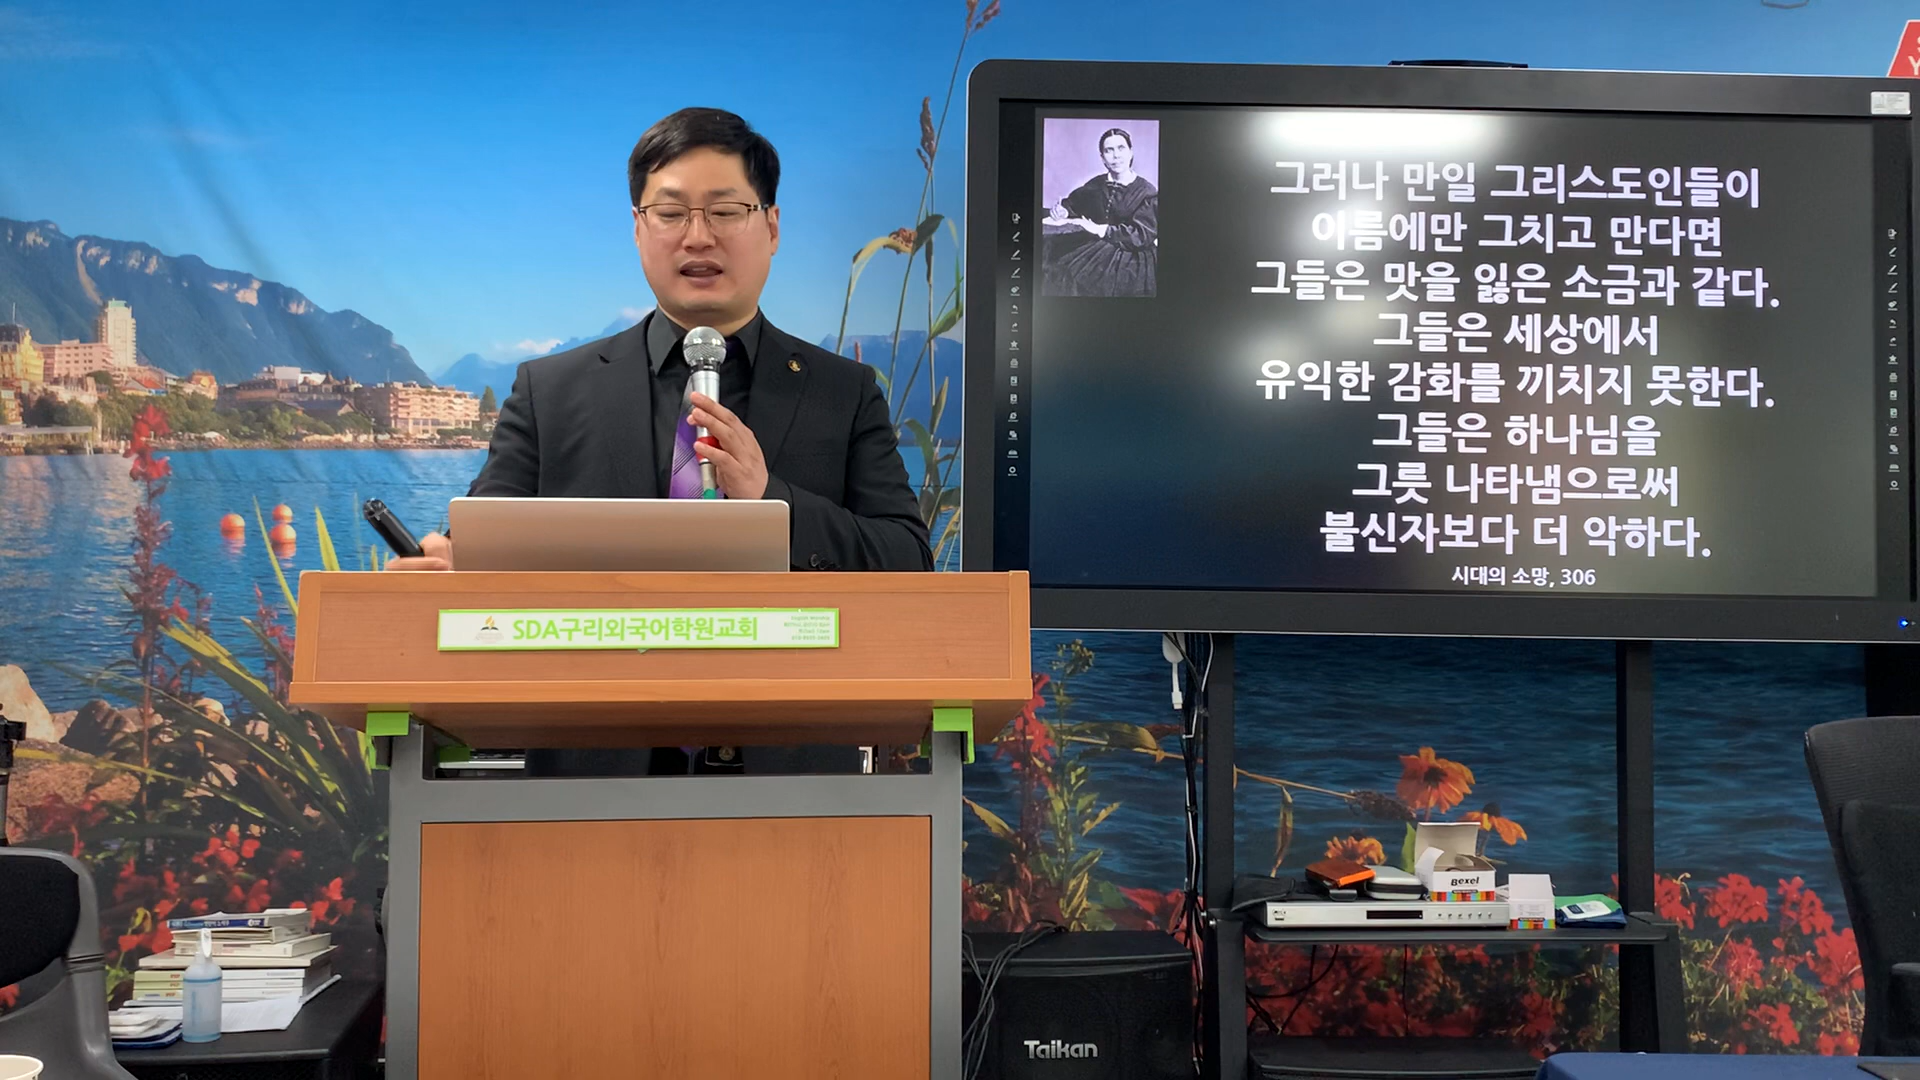 그러나 만일 그리스도인들이
이름에만 그치고 만다면
그들은 맛을 잃은 소금과 같다.
그들은 세상에서
유익한 감화를 끼치지 못한다.
그들은 하나님을
그릇 나타냄으로써
불신자보다 더 악하다.
시대의 소망, 306
SDA구리외국어학원교회
Bexel
Taikan